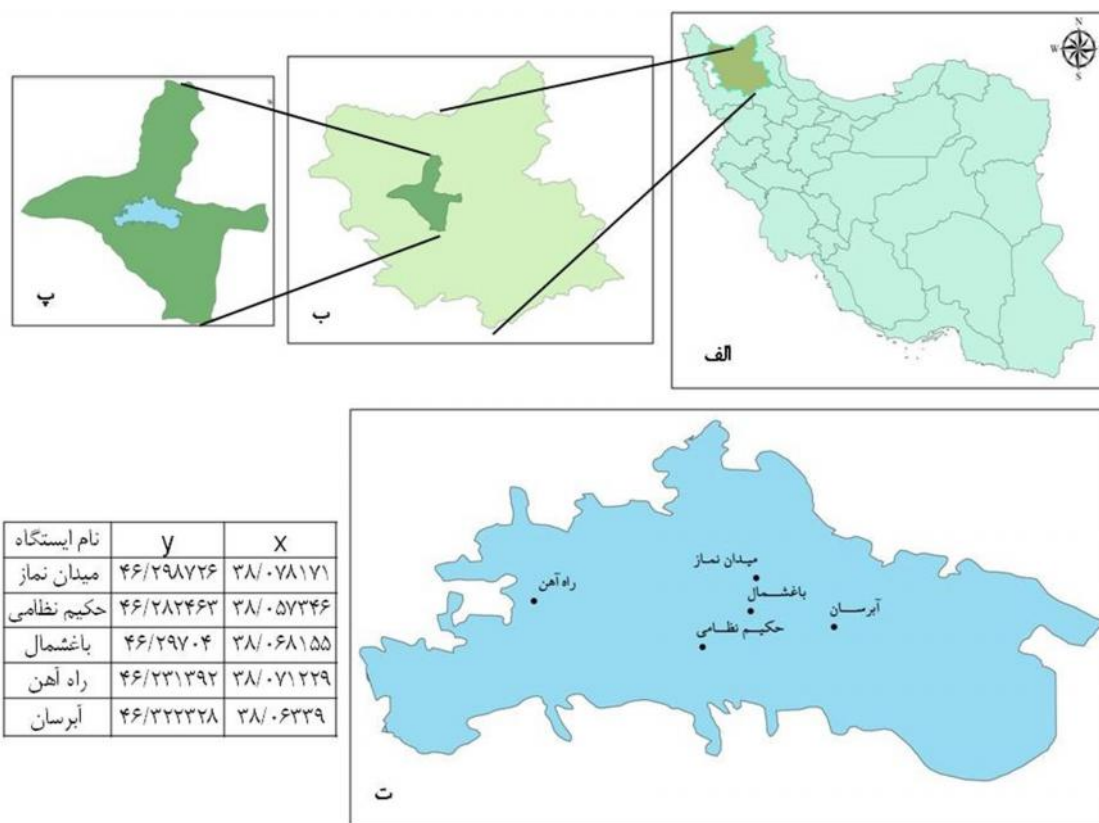 N
W
E
S
الف
ب
پ
نام ایستگاه y x
میدان نماز ۴۶/۲۹۸۷۲۶ ۳۸/۰۷۸۱۷۱
حکیم نظامی ۴۶/۲۸۲۴۶۳ ۳۸/۰۵۷۳۴۶
باغشمال ۴۶/۲۹۷۰۴ ۳۸/۰۶۸۱۵۵
راه آهن ۴۶/۲۳۱۳۹۲ ۳۸/۰۷۱۲۲۹
آبرسان ۴۶/۳۲۲۳۲۸ ۳۸/۰۶۳۳۹
میدان نماز
راه آهن
باغشمال
آبرسان
حکیم نظامی
ت